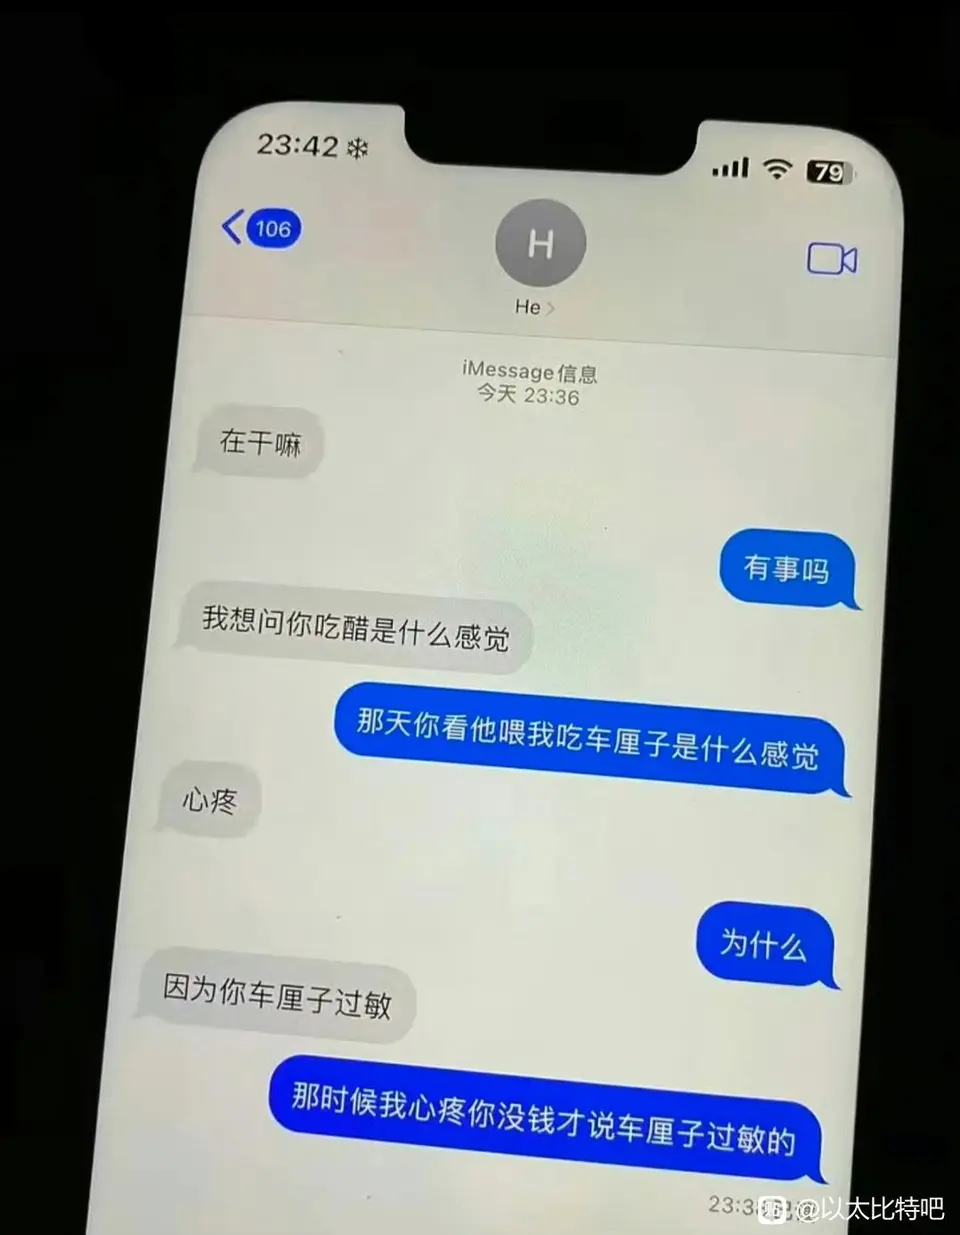 23:42
79
106
H
He
iMessage信息
今天 23:36
在干嘛
有事吗
我想问你吃醋是什么感觉
那天你看他喂我吃车厘子是什么感觉
心疼
为什么
因为你车厘子过敏
那时候我心疼你没钱才说车厘子过敏的
@以太比特吧